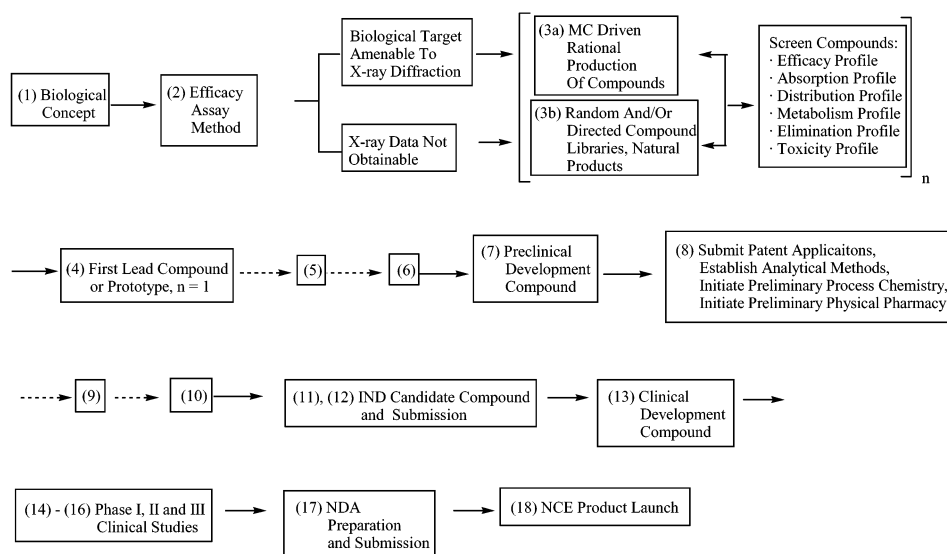 (1) Biological
Concept
(2) Efficacy
Assay
Method
Biological Target
Amenable To
X-ray Diffraction
X-ray Data Not
Obtainable
(3a) MC Driven
Rational
Production
Of Compounds
(3b) Random And/Or
Directed Compound
Libraries, Natural
Products
Screen Compounds:
· Efficacy Profile
· Absorption Profile
· Distribution Profile
· Metabolism Profile
· Elimination Profile
· Toxicity Profile
n
(4) First Lead Compound
or Prototype, n = 1
(5)
(6)
(7) Preclinical
Development
Compound
(8) Submit Patent Applicaitons,
Establish Analytical Methods,
Initiate Preliminary Process Chemistry,
Initiate Preliminary Physical Pharmacy
(9)
(10)
(11), (12) IND Candidate Compound
and Submission
(13) Clinical
Development
Compound
(14) - (16) Phase I, II and III
Clinical Studies
(17) NDA
Preparation
and Submission
(18) NCE Product Launch